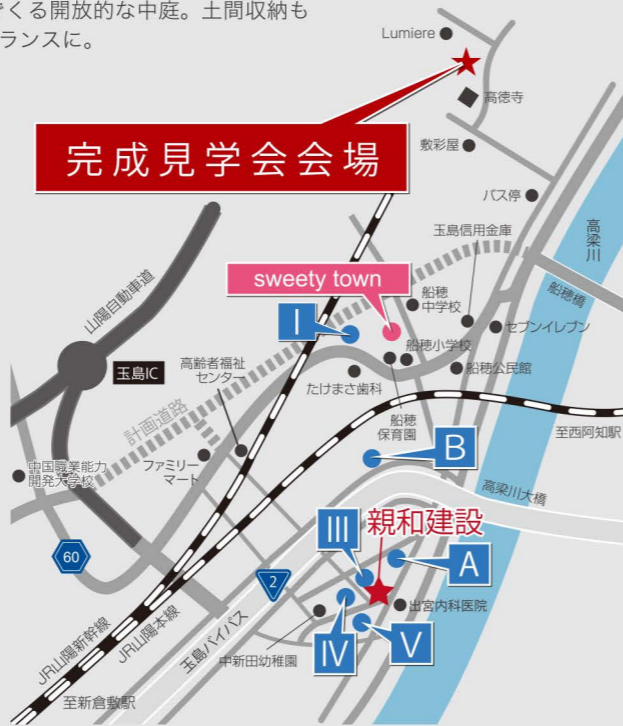 くる開放的な中庭。土間収納も
ランスに。
Lumiere
高徳寺
完成見学会会場
敷彩屋
バス停
玉島信用金庫
高梁川
山陽自動車道
sweety town
船穂
中学校
船穂橋
I
セブンイレブン
船穂小学校
玉島IC
高齢者福祉
センター
たけまさ歯科
船穂公民館
計画道路
船穂
保育園
至西阿知駅
B
中国職業能力
開発大学校
ファミリー
マート
高梁川大橋
親和建設
III
60
A
2
出宮内科医院
JR山陽新幹線
JR山陽本線
玉島バイパス
中新田幼稚園
IV
V
至新倉敷駅